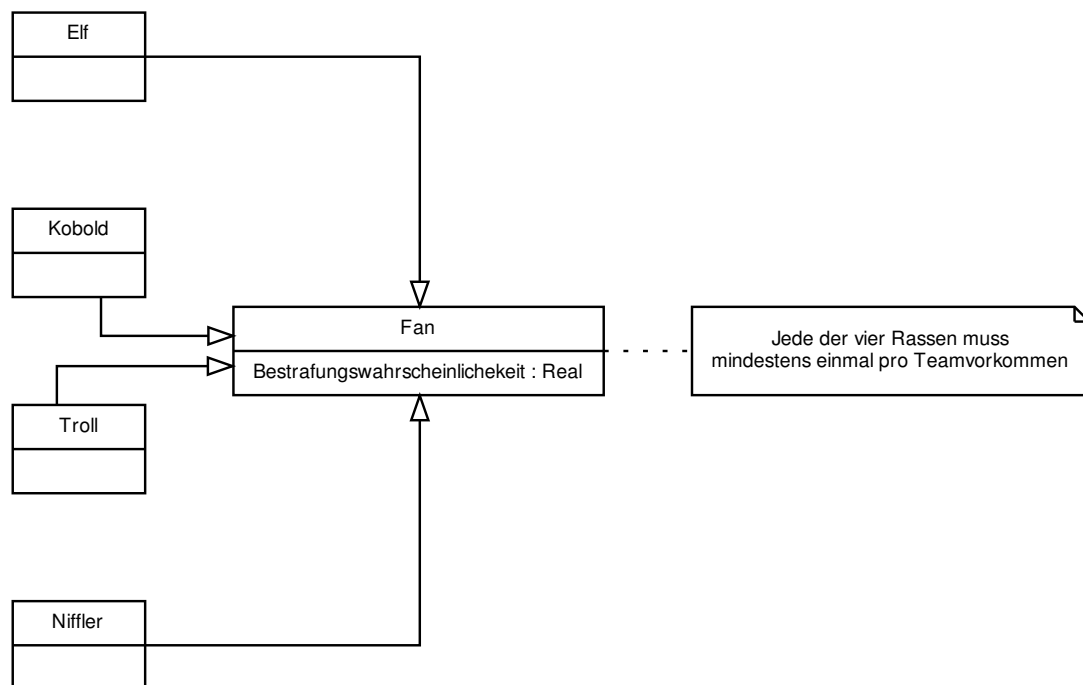 Elf
Kobold
Fan
Bestrafungswahrscheinlichekeit : Real
Jede der vier Rassen muss
mindestens einmal pro Teamvorkommen
Troll
Niffler